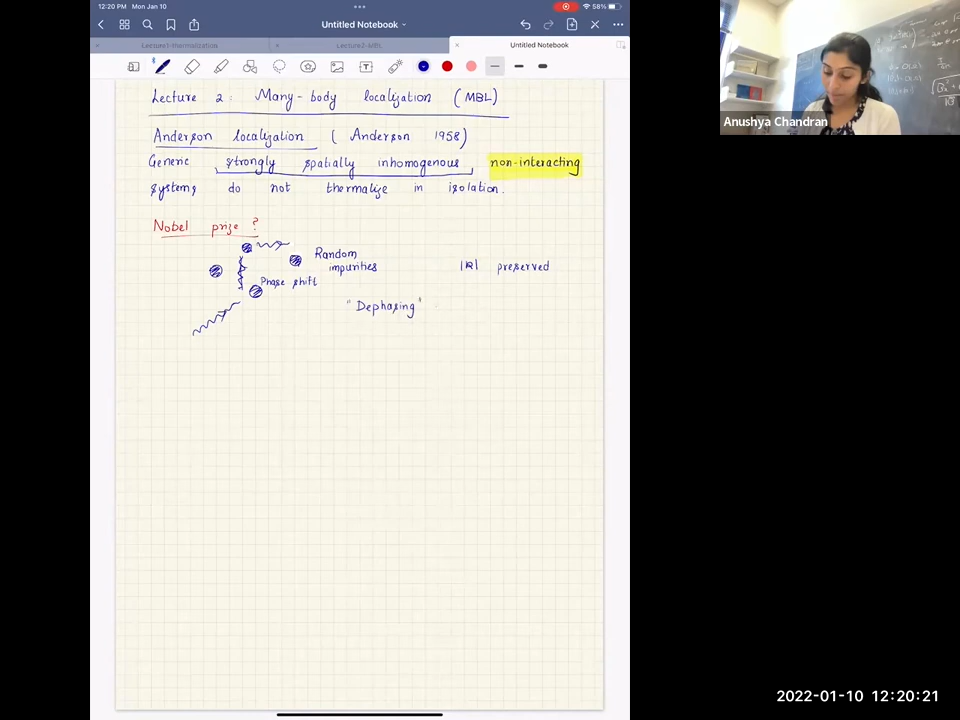 12:20 PM Mon Jan 10
58%
Untitled Notebook
Lecture1-thermalization
Lecture2-MBL
Untitled Notebook
Lecture 2: Many-body localization (MBL)
Anderson localization (Anderson 1958)
Generic strongly spatially inhomogenous non-interacting
systems do not thermalize in isolation.
Nobel prize?
Random
impurities
|k| preserved
Phase shift
"Dephasing"
Anushya Chandran
2022-01-10 12:20:21